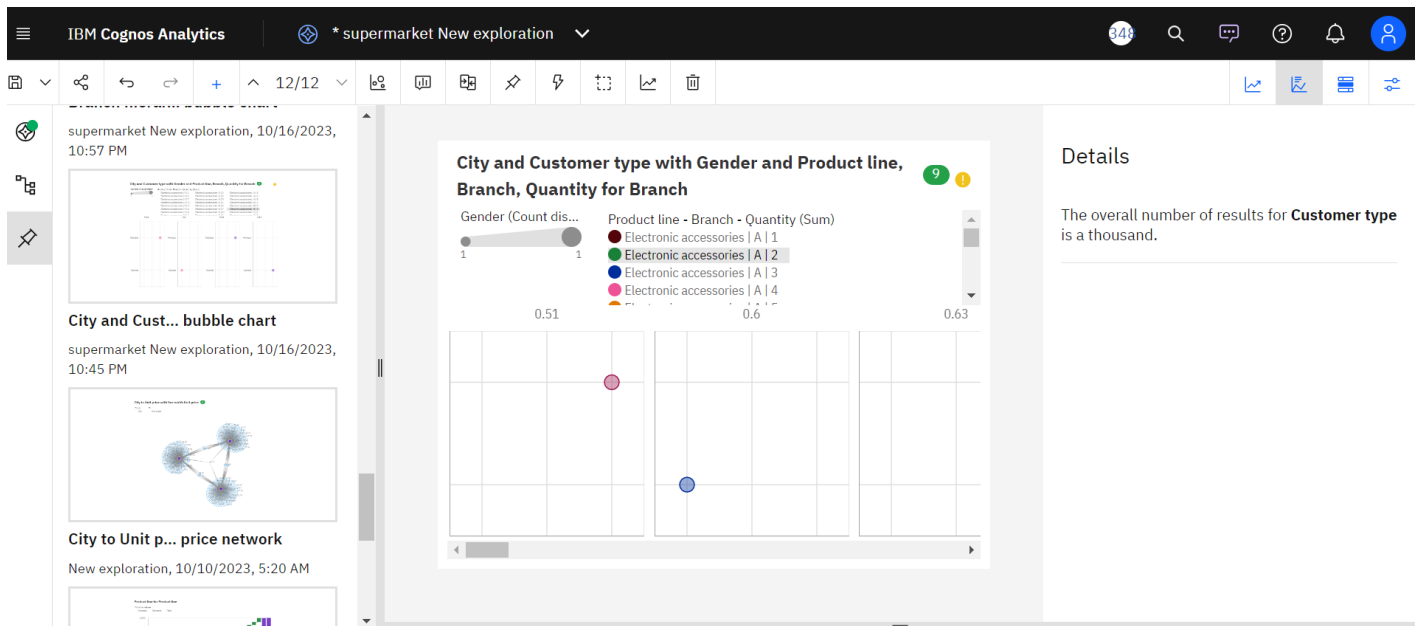 IBM Cognos Analytics
* supermarket New exploration
348
12/12
supermarket New exploration, 10/16/2023,
10:57 PM
City and Cust... bubble chart
supermarket New exploration, 10/16/2023,
10:45 PM
City to Unit p... price network
New exploration, 10/10/2023, 5:20 AM
City and Customer type with Gender and Product line,
Branch, Quantity for Branch
9
Gender (Count dis...
1 1
Product line - Branch - Quantity (Sum)
Electronic accessories | A | 1
Electronic accessories | A | 2
Electronic accessories | A | 3
Electronic accessories | A | 4
0.51 0.6 0.63
Details
The overall number of results for Customer type
is a thousand.